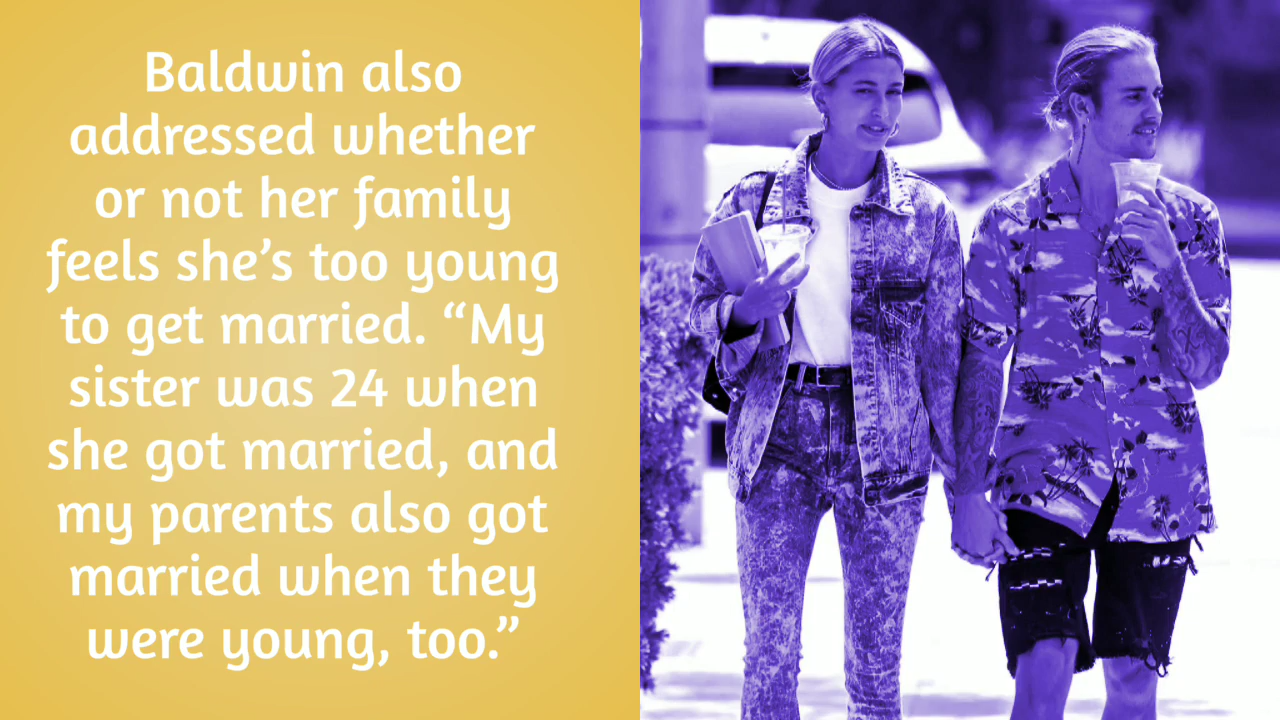 Baldwin also
addressed whether
or not her family
feels she’s too young
to get married. “My
sister was 24 when
she got married, and
my parents also got
married when they
were young, too.”